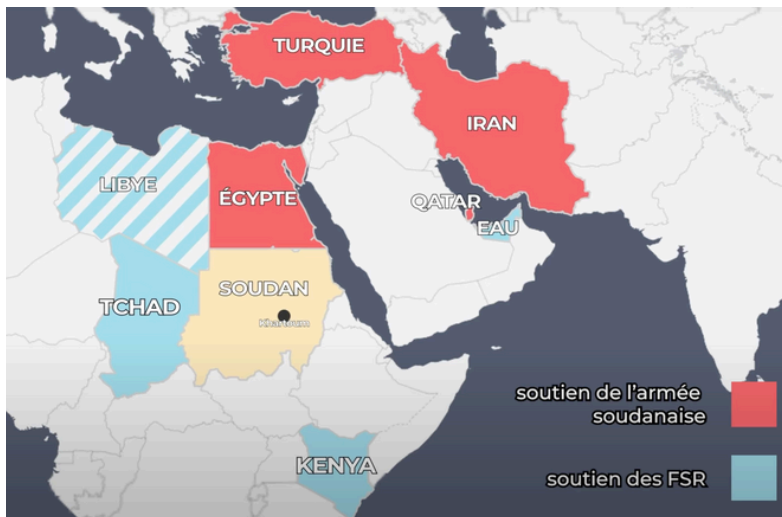 TURQUIE
IRAN
LIBYE
ÉGYPTE
QATAR
EAU
TCHAD
SOUDAN
Khartoum
KENYA
soutien de l'armée
soudanaise
soutien des FSR